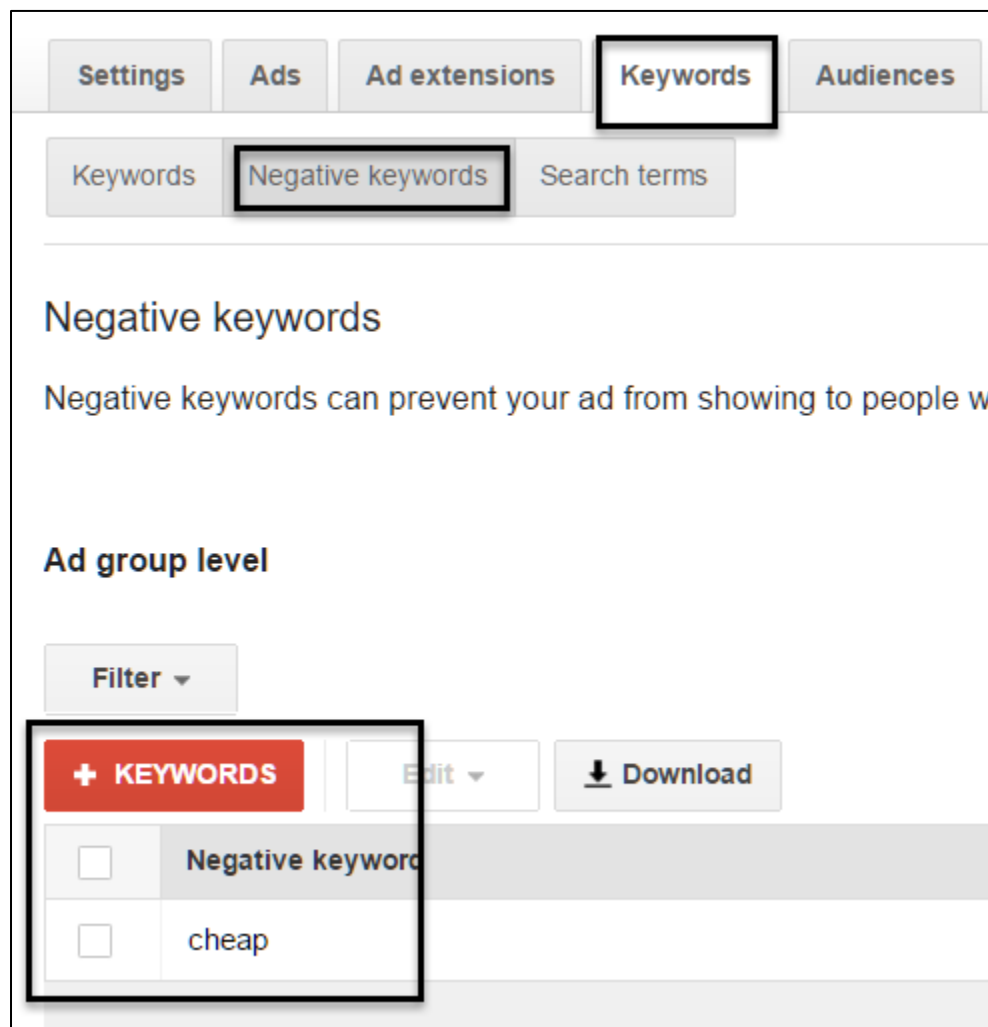 Settings Ads Ad extensions Keywords Audiences
Keywords Negative keywords Search terms
Negative keywords
Negative keywords can prevent your ad from showing to people w
Ad group level
Filter
+ KEYWORDS Edit Download
Negative keyword
cheap